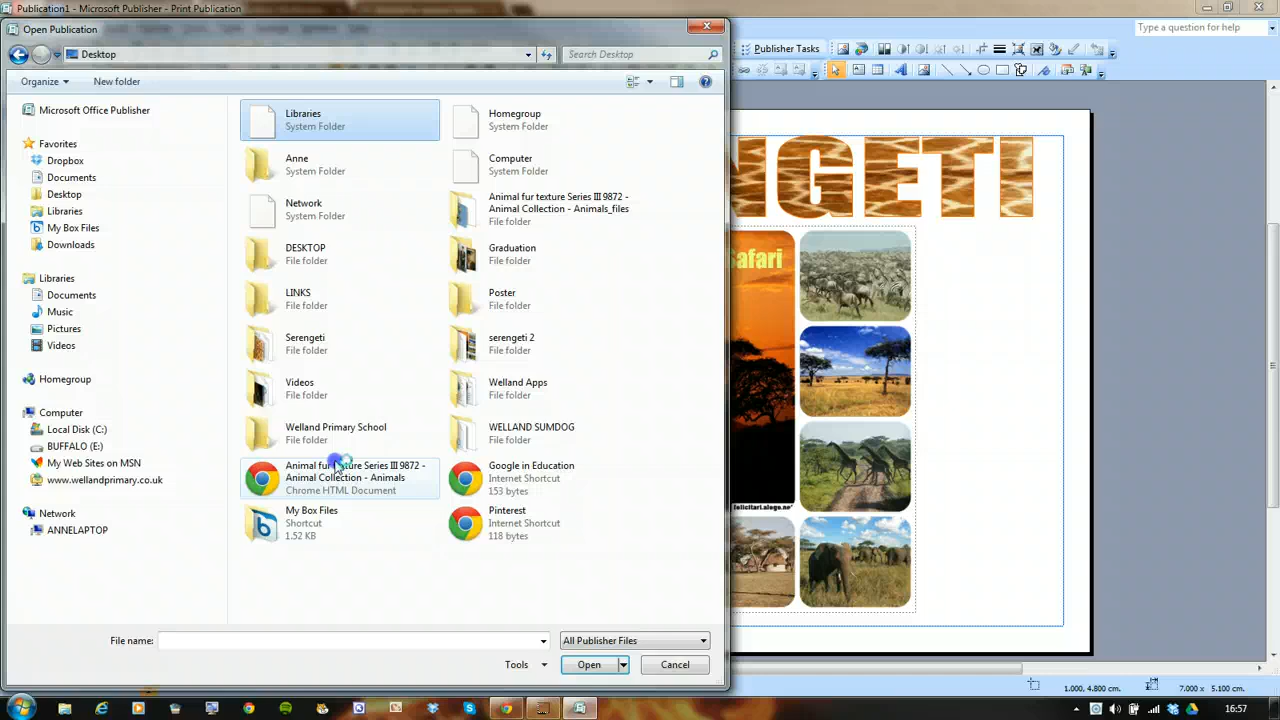 Publication1 - Microsoft Publisher - Print Publication
Open Publication
Desktop
Search Desktop
Type a question for help
Organize
New folder
Publisher Tasks
Microsoft Office Publisher
Favorites
Dropbox
Documents
Desktop
Libraries
My Box Files
Downloads
Libraries
Documents
Music
Pictures
Videos
Homegroup
Computer
Local Disk (C:)
BUFFALO (E:)
My Web Sites on MSN
www.wellandprimary.co.uk
Network
ANNELAPTOP
Libraries
System Folder
Homegroup
System Folder
Anne
System Folder
Computer
System Folder
Network
System Folder
Animal fur texture Series III 9872 -
Animal Collection - Animals_files
File folder
DESKTOP
File folder
Graduation
File folder
LINKS
File folder
Poster
File folder
Serengeti
File folder
serengeti 2
File folder
Videos
File folder
Welland Apps
File folder
Welland Primary School
File folder
WELLAND SUMDOG
File folder
Animal fur texture Series III 9872 -
Animal Collection - Animals
Chrome HTML Document
Google in Education
Internet Shortcut
153 bytes
My Box Files
Shortcut
1.52 KB
Pinterest
Internet Shortcut
118 bytes
File name:
All Publisher Files
Tools
Open
Cancel
NGETI
Safari
felicitari.alege.ne
1.000, 4.800 cm.
7.000 x 5.100 cm.
16:57